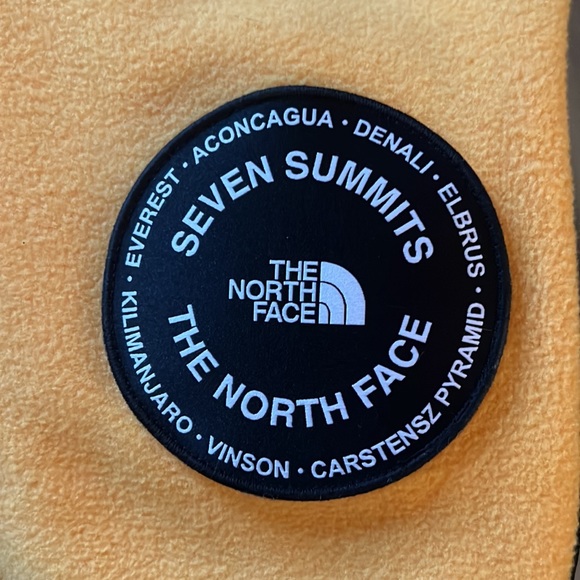 EVEREST · ACONCAGUA · DENALI · ELBRUS ·
KILIMANJARO · VINSON · CARSTENSZ PYRAMID ·
SEVEN SUMMITS
THE
NORTH
FACE
THE NORTH FACE